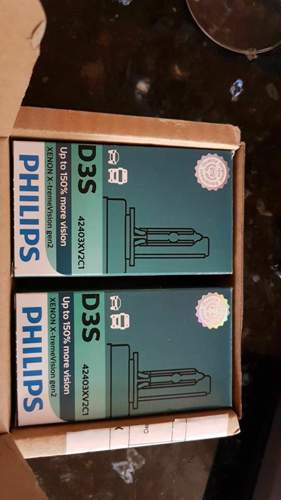 PHILIPS
XENON X-tremeVision gen2
Up to 150% more vision
D3S
42403XV2C1
PHILIPS
XENON X-tremeVision gen2
Up to 150% more vision
D3S
42403XV2C1